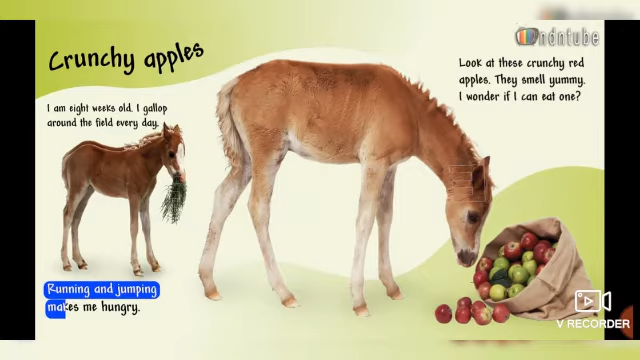 ndntube
Crunchy apples
I am eight weeks old. I gallop
around the field every day.
Look at these crunchy red
apples. They smell yummy.
I wonder if I can eat one?
Running and jumping
makes me hungry.
V RECORDER